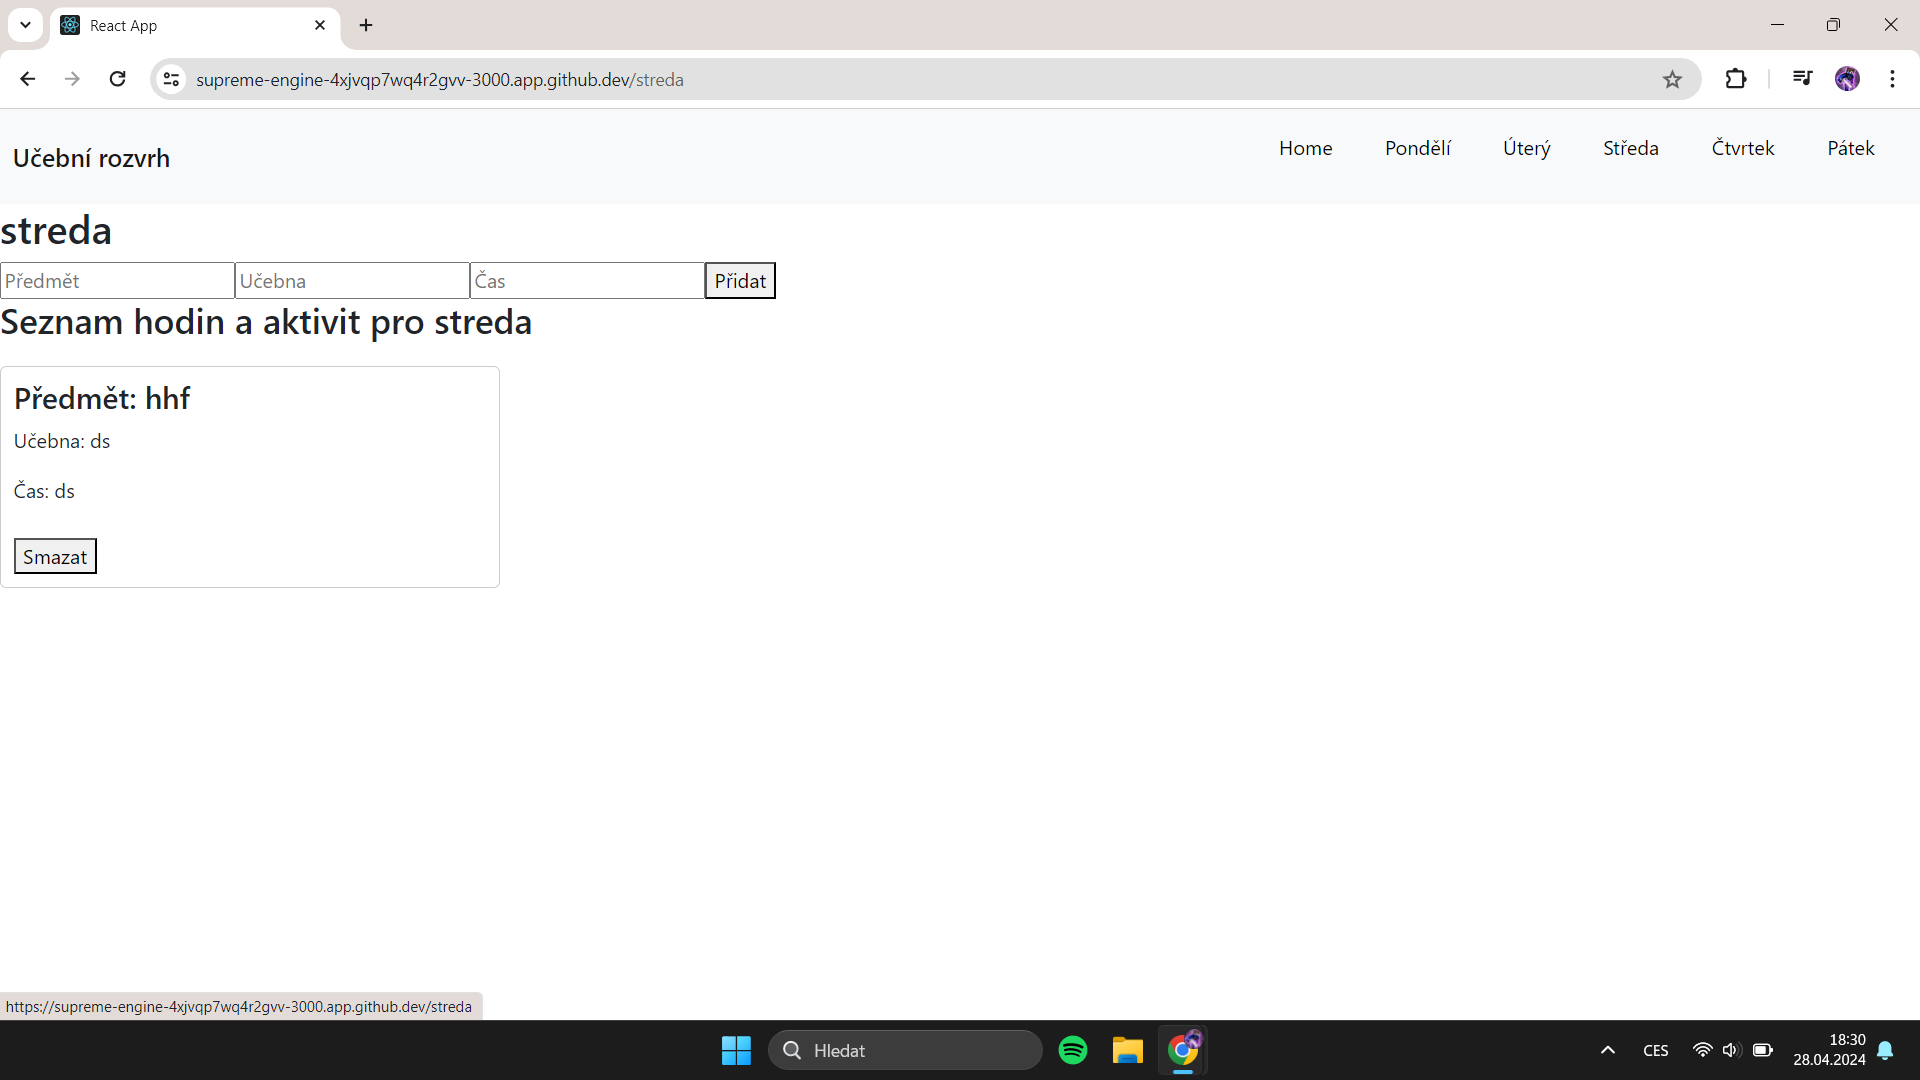 React App
supreme-engine-4xjvqp7wq4r2gvv-3000.app.github.dev/streda
Učební rozvrh
Home Pondělí Úterý Středa Čtvrtek Pátek
streda
Předmět Učebna Čas Přidat
Seznam hodin a aktivit pro streda
Předmět: hhf
Učebna: ds
Čas: ds
Smazat
https://supreme-engine-4xjvqp7wq4r2gvv-3000.app.github.dev/streda
Hledat
CES
18:30
28.04.2024